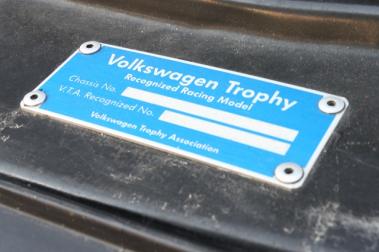 Volkswagen Trophy
Recognized Racing Model
Chassis No.
V.T.A. Recognized No.
Volkswagen Trophy Association